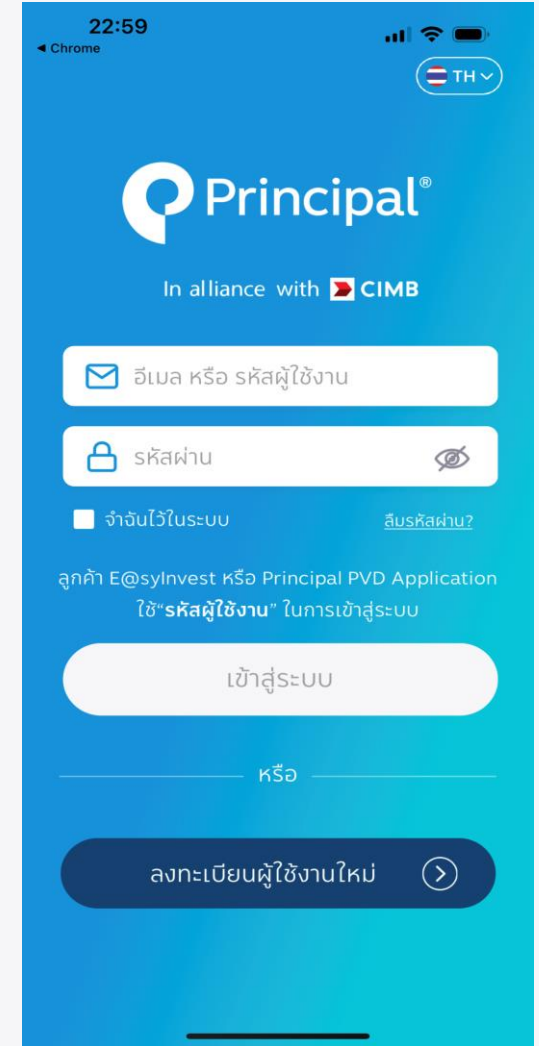 22:59
◀ Chrome
TH
Principal®
In alliance with CIMB
อีเมล หรือ รหัสผู้ใช้งาน
รหัสผ่าน
จำฉันไว้ในระบบ
ลืมรหัสผ่าน?
ลูกค้า E@syInvest หรือ Principal PVD Application
ใช้“รหัสผู้ใช้งาน” ในการเข้าสู่ระบบ
เข้าสู่ระบบ
หรือ
ลงทะเบียนผู้ใช้งานใหม่